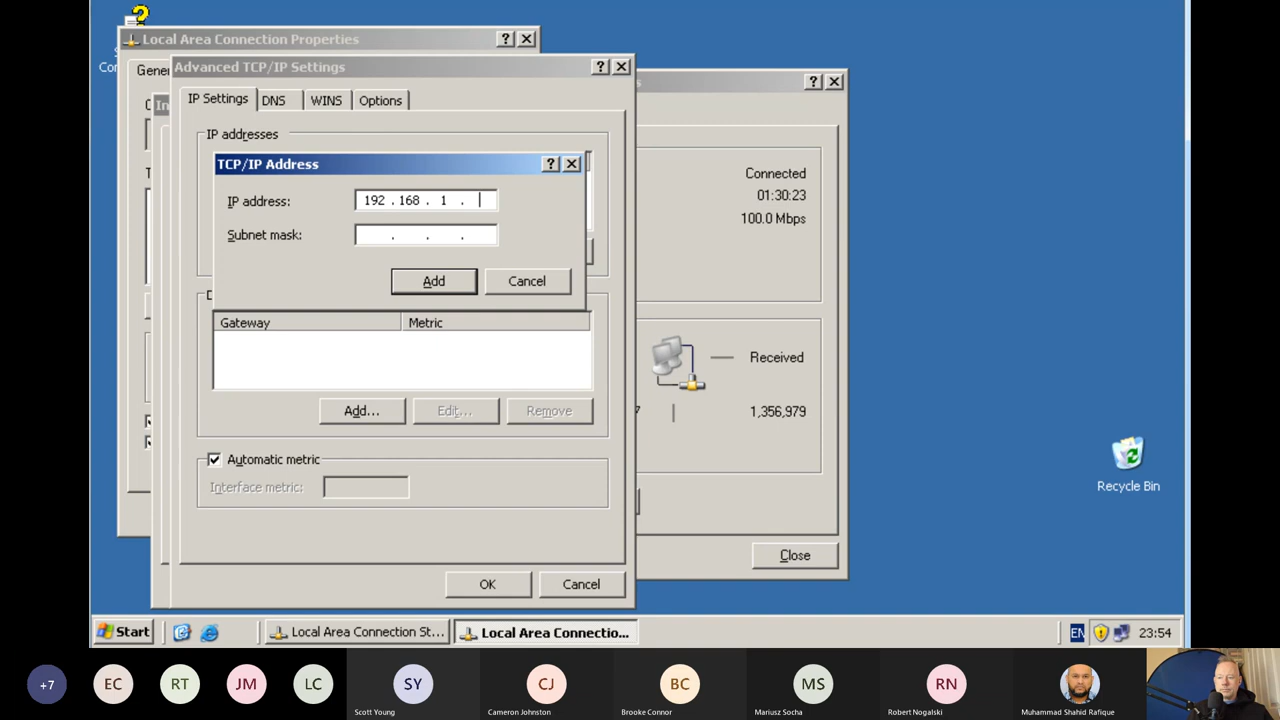 Local Area Connection Properties
Advanced TCP/IP Settings
IP Settings
DNS
WINS
Options
IP addresses
TCP/IP Address
IP address:
192 . 168 . 1 .
Subnet mask:
. . .
Add
Cancel
Gateway
Metric
Add...
Edit...
Remove
Automatic metric
Interface metric:
OK
Cancel
Connected
01:30:23
100.0 Mbps
Received
1,356,979
Close
Recycle Bin
Start
Local Area Connection St...
Local Area Connectio...
EN
23:54
+7
EC
RT
JM
LC
SY
Scott Young
CJ
Cameron Johnston
BC
Brooke Connor
MS
Mariusz Socha
RN
Robert Nogalski
Muhammad Shahid Rafique